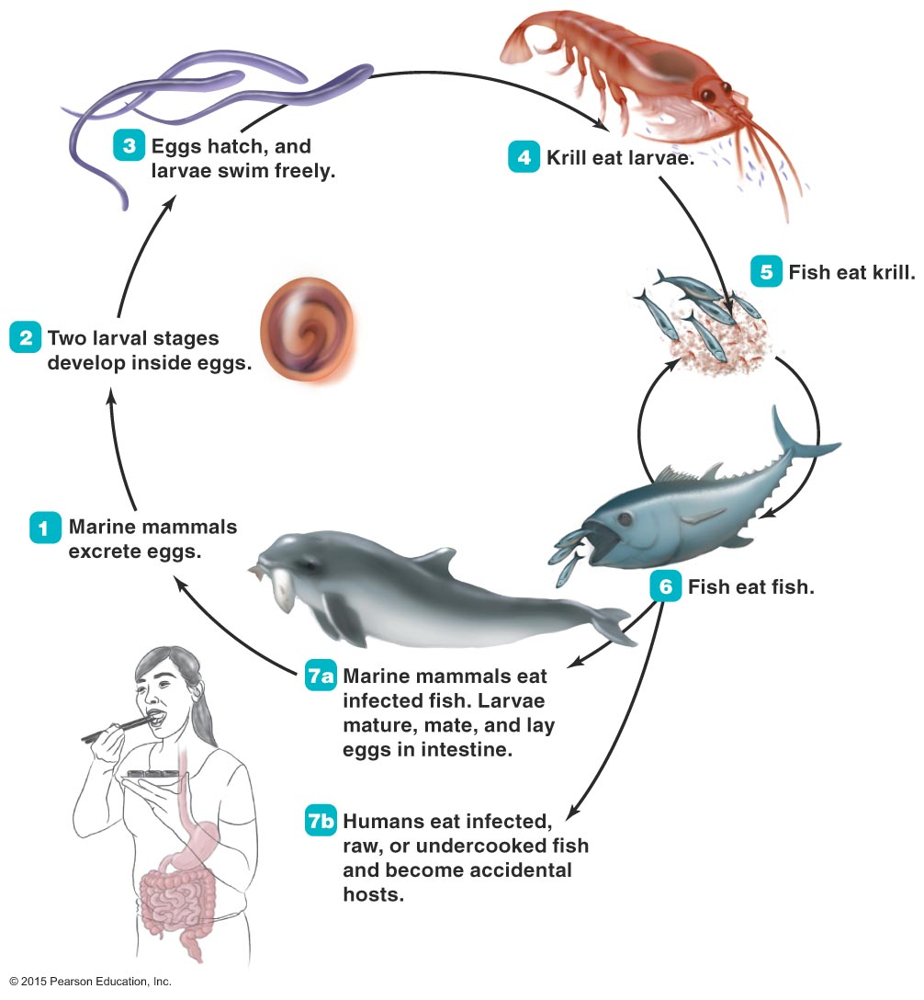 3 Eggs hatch, and
larvae swim freely.
4 Krill eat larvae.
5 Fish eat krill.
2 Two larval stages
develop inside eggs.
1 Marine mammals
excrete eggs.
6 Fish eat fish.
7a Marine mammals eat
infected fish. Larvae
mature, mate, and lay
eggs in intestine.
7b Humans eat infected,
raw, or undercooked fish
and become accidental
hosts.
© 2015 Pearson Education, Inc.